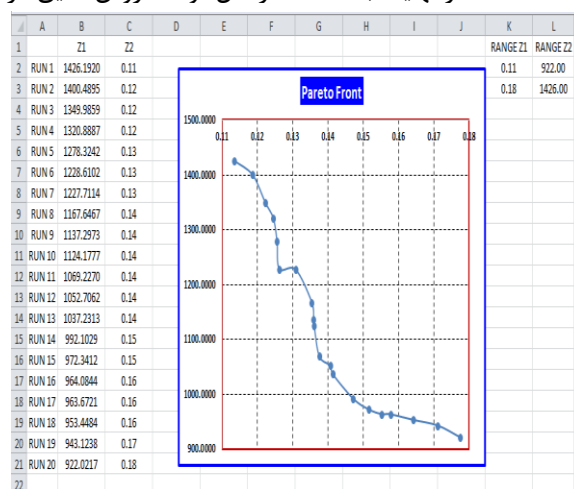 A B C D E F G H I J K L
1 Z1 Z2 RANGE Z1 RANGE Z2
2 RUN 1 1426.1920 0.11 0.11 922.00
3 RUN 2 1400.4895 0.12 0.18 1426.00
4 RUN 3 1349.9859 0.12
5 RUN 4 1320.8887 0.12
6 RUN 5 1278.3242 0.13
7 RUN 6 1228.6102 0.13
8 RUN 7 1227.7114 0.13
9 RUN 8 1167.6467 0.14
10 RUN 9 1137.2973 0.14
11 RUN 10 1124.1777 0.14
12 RUN 11 1069.2270 0.14
13 RUN 12 1052.7062 0.14
14 RUN 13 1037.2313 0.14
15 RUN 14 992.1029 0.15
16 RUN 15 972.3412 0.15
17 RUN 16 964.0844 0.16
18 RUN 17 963.6721 0.16
19 RUN 18 953.4484 0.16
20 RUN 19 943.1238 0.17
21 RUN 20 922.0217 0.18
22
Pareto Front
0.11 0.12 0.13 0.14 0.15 0.16 0.17 0.18
1500.0000
1400.0000
1300.0000
1200.0000
1100.0000
1000.0000
900.0000